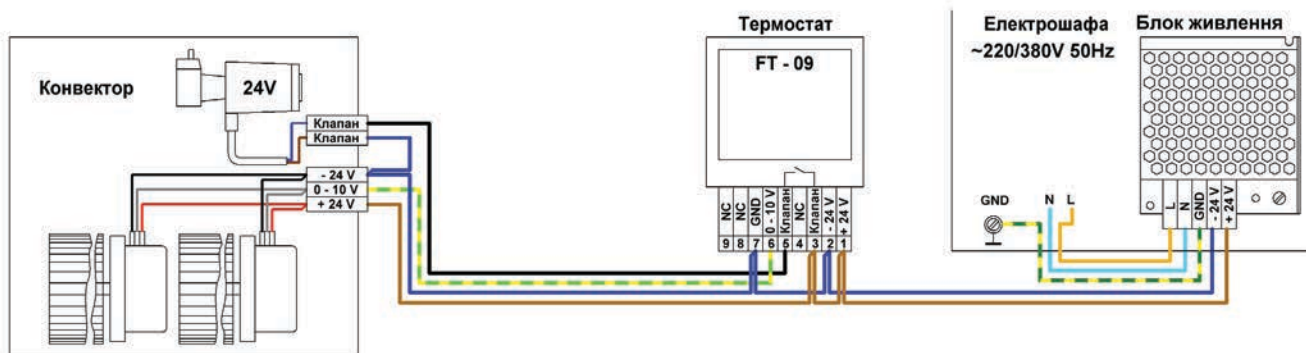 Конвектор
24V
Клапан
Клапан
- 24 V
0 - 10 V
+ 24 V
Термостат
FT - 09
NC
NC
GND
0 - 10 V
Клапан
NC
Клапан
- 24 V
+ 24 V
9 8 7 6 5 4 3 2 1
Електрошафа
~220/380V 50Hz
Блок живлення
GND
N
L
L
N
GND
- 24 V
+ 24 V